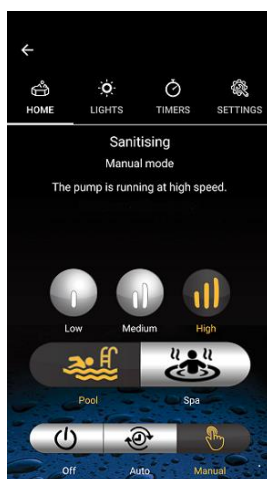 HOME LIGHTS TIMERS SETTINGS
Sanitising
Manual mode
The pump is running at high speed.
Low Medium High
Pool Spa
Off Auto Manual